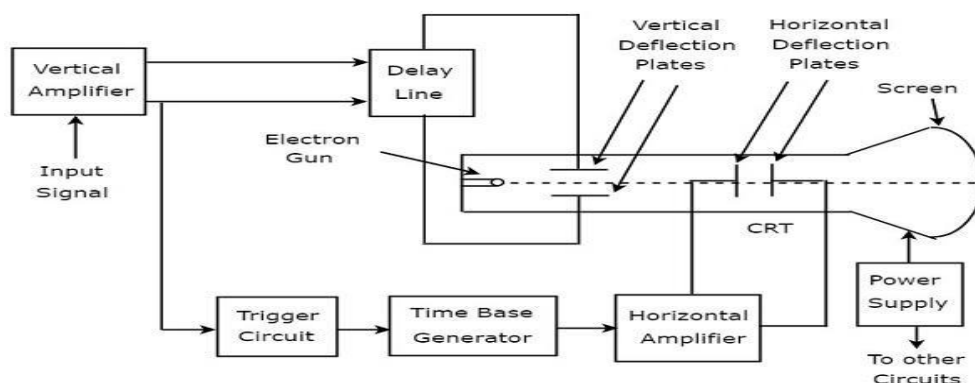 Vertical
Amplifier
Input
Signal
Delay
Line
Electron
Gun
Vertical
Deflection
Plates
Horizontal
Deflection
Plates
Screen
CRT
Trigger
Circuit
Time Base
Generator
Horizontal
Amplifier
Power
Supply
To other
Circuits